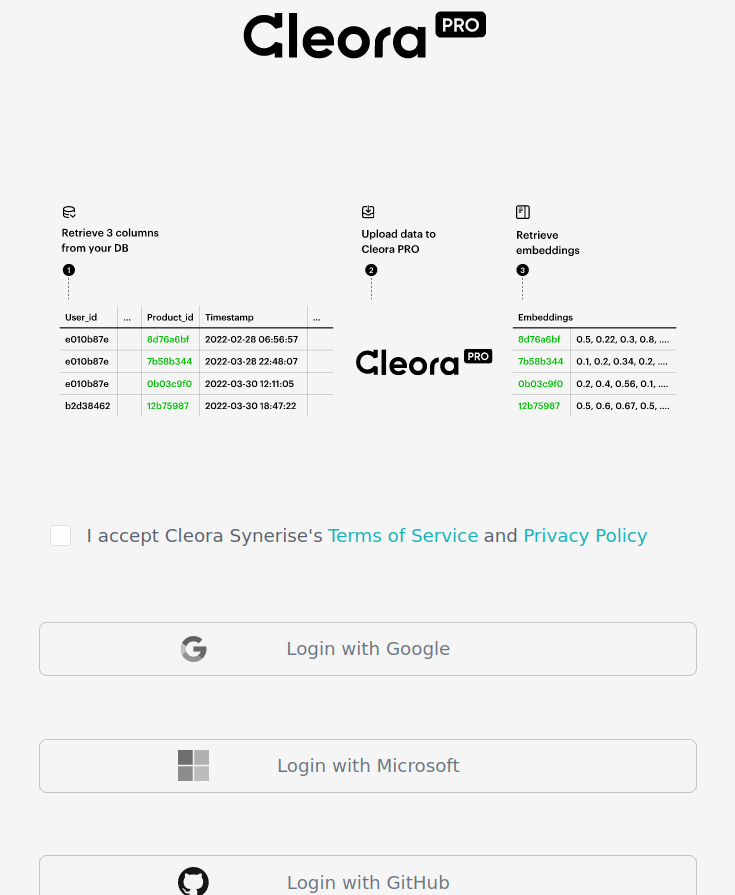 Cleora PRO
Retrieve 3 columns
from your DB
1
Upload data to
Cleora PRO
2
Retrieve
embeddings
3
User_id ... Product_id Timestamp ...
e010b87e 8d76a6bf 2022-02-28 06:56:57
e010b87e 7b58b344 2022-03-28 22:48:07
e010b87e 0b03c9f0 2022-03-30 12:11:05
b2d38462 12b75987 2022-03-30 18:47:22
Cleora PRO
Embeddings
8d76a6bf 0.5, 0.22, 0.3, 0.8, ....
7b58b344 0.1, 0.2, 0.34, 0.2, ....
0b03c9f0 0.2, 0.4, 0.56, 0.1, ....
12b75987 0.5, 0.6, 0.67, 0.5, ....
I accept Cleora Synerise's Terms of Service and Privacy Policy
Login with Google
Login with Microsoft
Login with GitHub